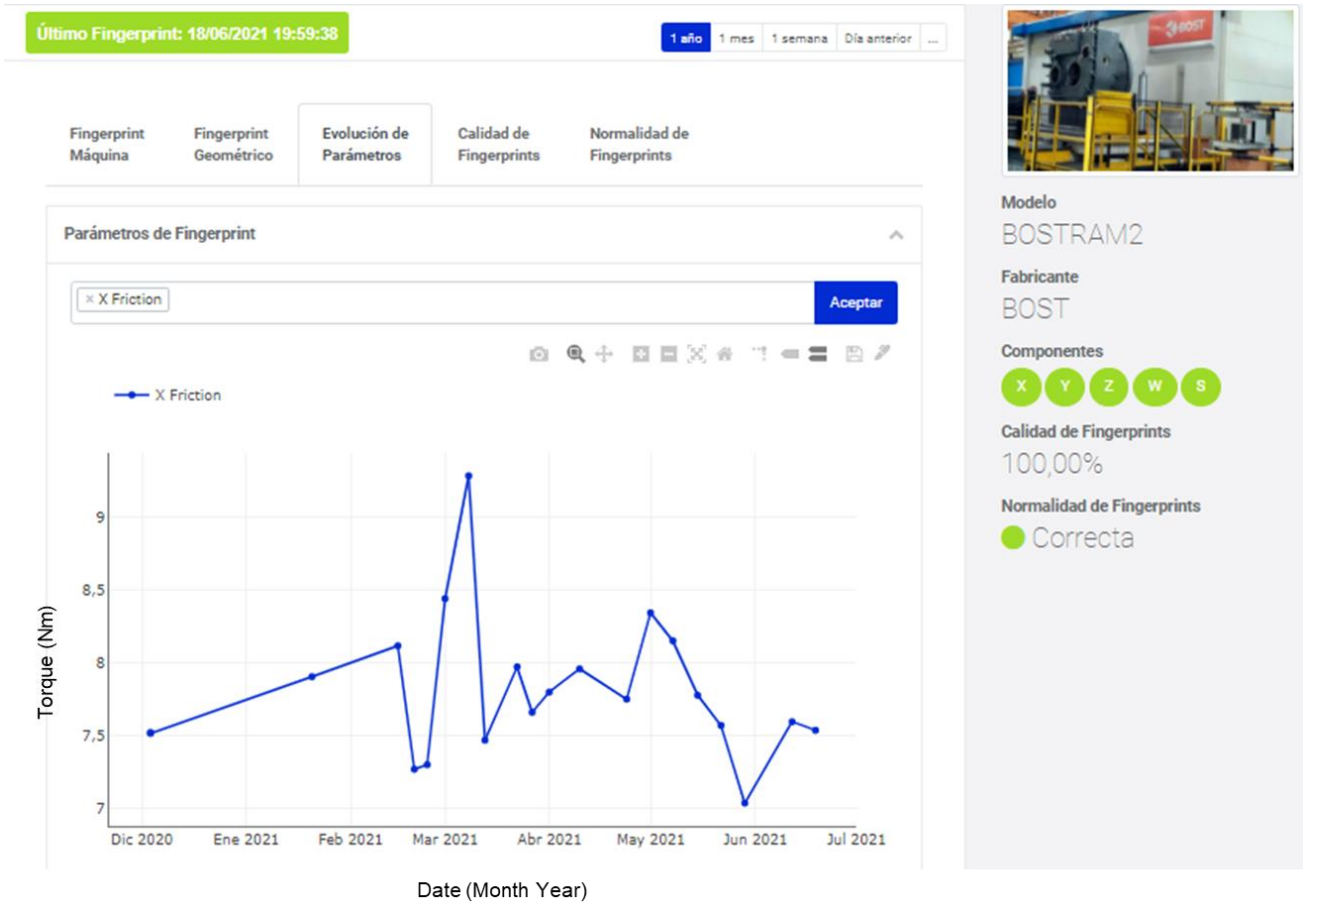 Último Fingerprint: 18/06/2021 19:59:38
1 año 1 mes 1 semana Día anterior ...
Fingerprint Máquina
Fingerprint Geométrico
Evolución de Parámetros
Calidad de Fingerprints
Normalidad de Fingerprints
Parámetros de Fingerprint
× X Friction
Aceptar
X Friction
Torque (Nm)
9
8,5
8
7,5
7
Dic 2020 Ene 2021 Feb 2021 Mar 2021 Abr 2021 May 2021 Jun 2021 Jul 2021
Date (Month Year)
BOST
Modelo
BOSTRAM2
Fabricante
BOST
Componentes
X Y Z W S
Calidad de Fingerprints
100,00%
Normalidad de Fingerprints
Correcta